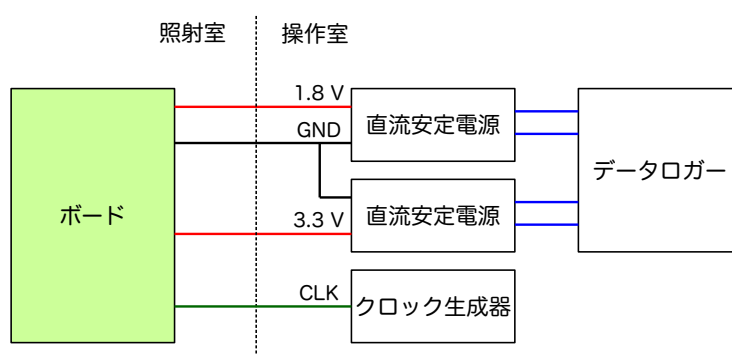 照射室
操作室
1.8 V
直流安定電源
GND
データロガー
ボード
3.3 V
直流安定電源
CLK
クロック生成器